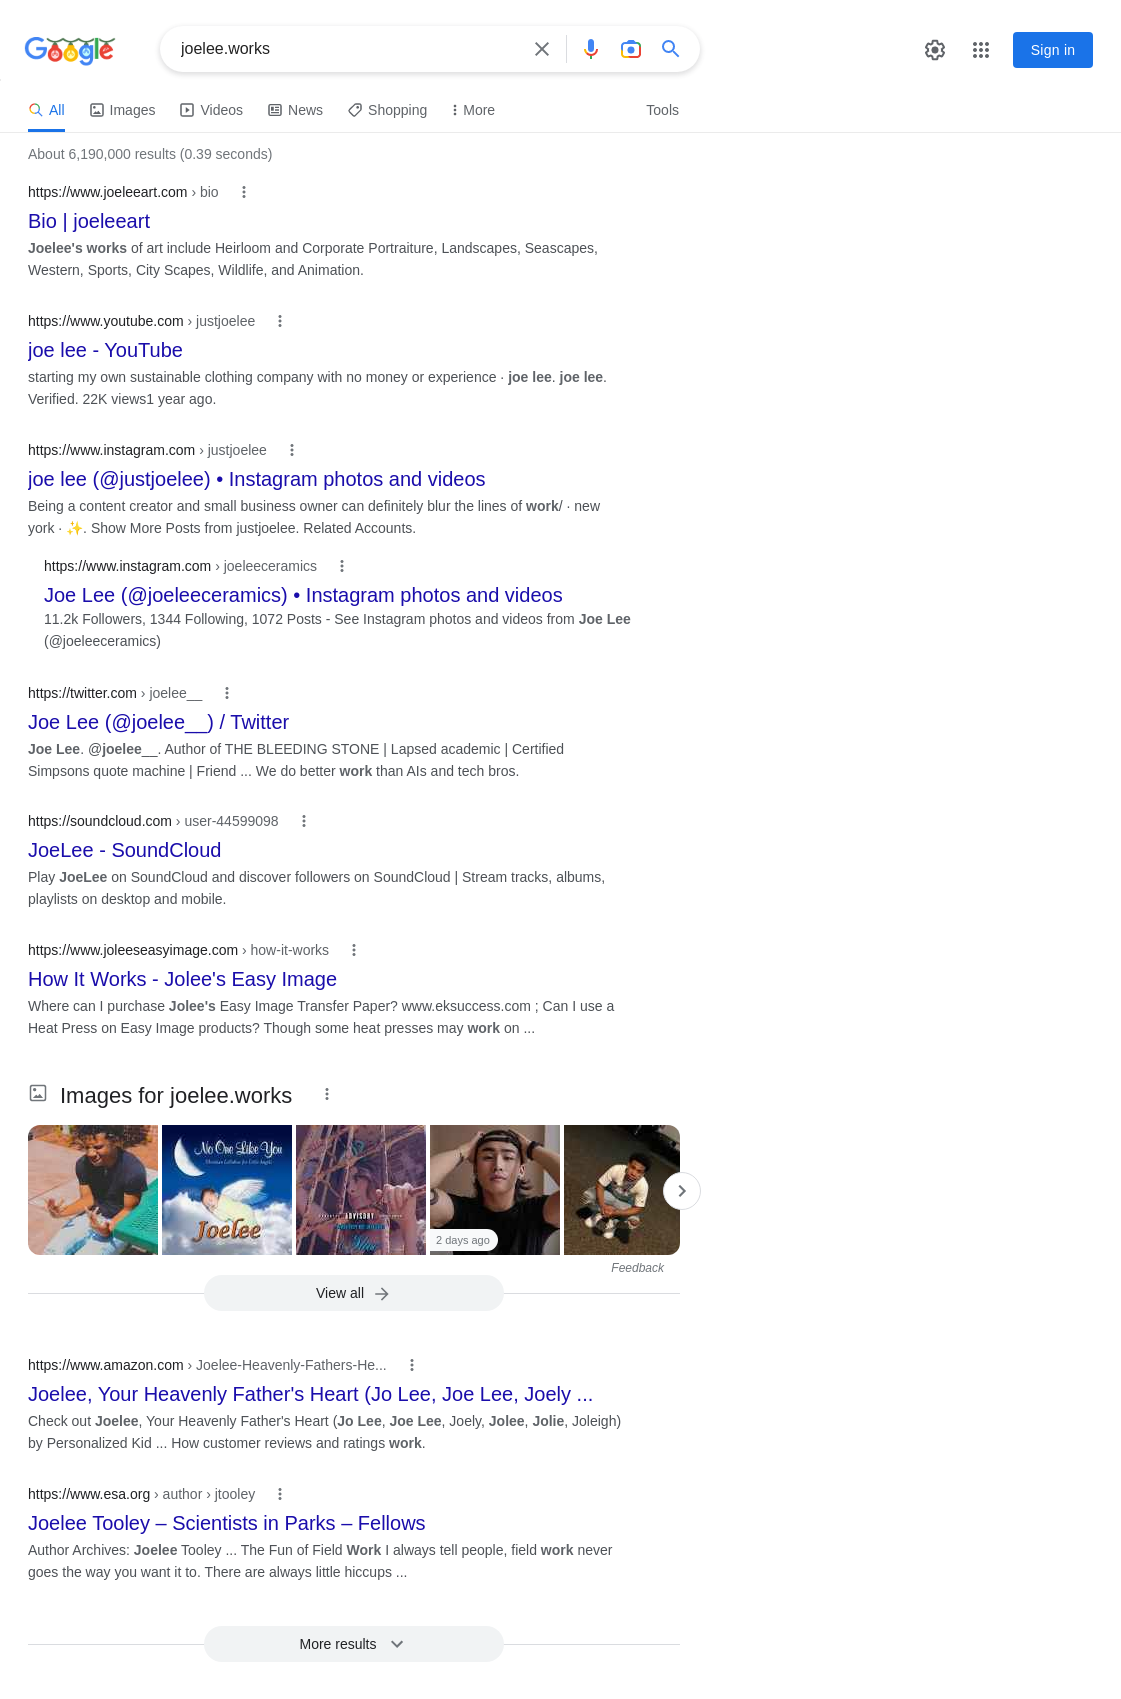 Google
joelee.works
Sign in
All Images Videos News Shopping More Tools
About 6,190,000 results (0.39 seconds)
https://www.joeleeart.com › bio
Bio | joeleeart
Joelee's works of art include Heirloom and Corporate Portraiture, Landscapes, Seascapes,
Western, Sports, City Scapes, Wildlife, and Animation.
https://www.youtube.com › justjoelee
joe lee - YouTube
starting my own sustainable clothing company with no money or experience · joe lee. joe lee.
Verified. 22K views1 year ago.
https://www.instagram.com › justjoelee
joe lee (@justjoelee) • Instagram photos and videos
Being a content creator and small business owner can definitely blur the lines of work/ · new
york · ✨. Show More Posts from justjoelee. Related Accounts.
https://www.instagram.com › joeleeceramics
Joe Lee (@joeleeceramics) • Instagram photos and videos
11.2k Followers, 1344 Following, 1072 Posts - See Instagram photos and videos from Joe Lee
(@joeleeceramics)
https://twitter.com › joelee__
Joe Lee (@joelee__) / Twitter
Joe Lee. @joelee__. Author of THE BLEEDING STONE | Lapsed academic | Certified
Simpsons quote machine | Friend ... We do better work than AIs and tech bros.
https://soundcloud.com › user-44599098
JoeLee - SoundCloud
Play JoeLee on SoundCloud and discover followers on SoundCloud | Stream tracks, albums,
playlists on desktop and mobile.
https://www.joleeseasyimage.com › how-it-works
How It Works - Jolee's Easy Image
Where can I purchase Jolee's Easy Image Transfer Paper? www.eksuccess.com ; Can I use a
Heat Press on Easy Image products? Though some heat presses may work on ...
Images for joelee.works
No One Like You
Joelee
ADVISORY
2 days ago
Feedback
View all
https://www.amazon.com › Joelee-Heavenly-Fathers-He...
Joelee, Your Heavenly Father's Heart (Jo Lee, Joe Lee, Joely ...
Check out Joelee, Your Heavenly Father's Heart (Jo Lee, Joe Lee, Joely, Jolee, Jolie, Joleigh)
by Personalized Kid ... How customer reviews and ratings work.
https://www.esa.org › author › jtooley
Joelee Tooley – Scientists in Parks – Fellows
Author Archives: Joelee Tooley ... The Fun of Field Work I always tell people, field work never
goes the way you want it to. There are always little hiccups ...
More results